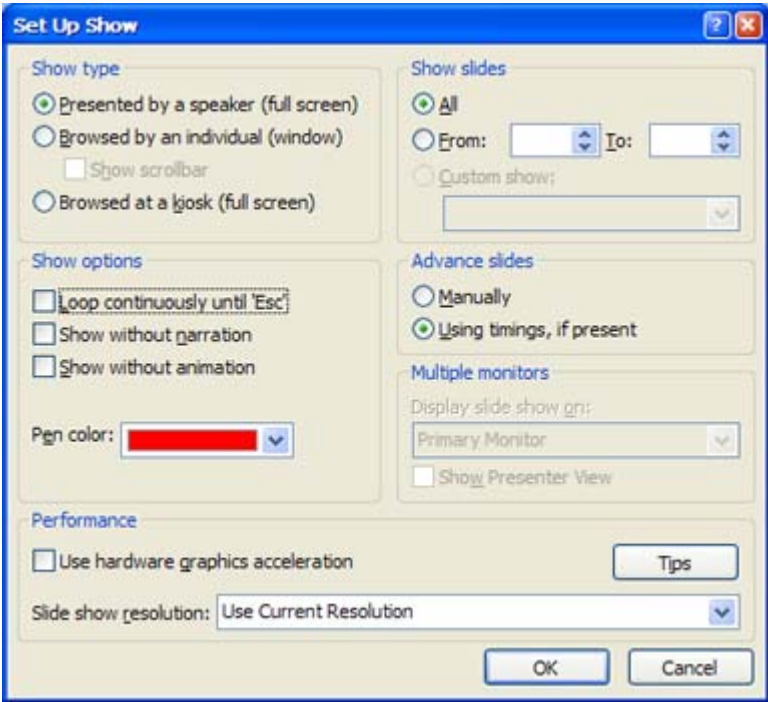 Set Up Show
Show type
Presented by a speaker (full screen)
Browsed by an individual (window)
Show scrollbar
Browsed at a kiosk (full screen)
Show slides
All
From: To:
Custom show:
Show options
Loop continuously until 'Esc'
Show without narration
Show without animation
Pen color:
Advance slides
Manually
Using timings, if present
Multiple monitors
Display slide show on:
Primary Monitor
Show Presenter View
Performance
Use hardware graphics acceleration
Tips
Slide show resolution: Use Current Resolution
OK Cancel